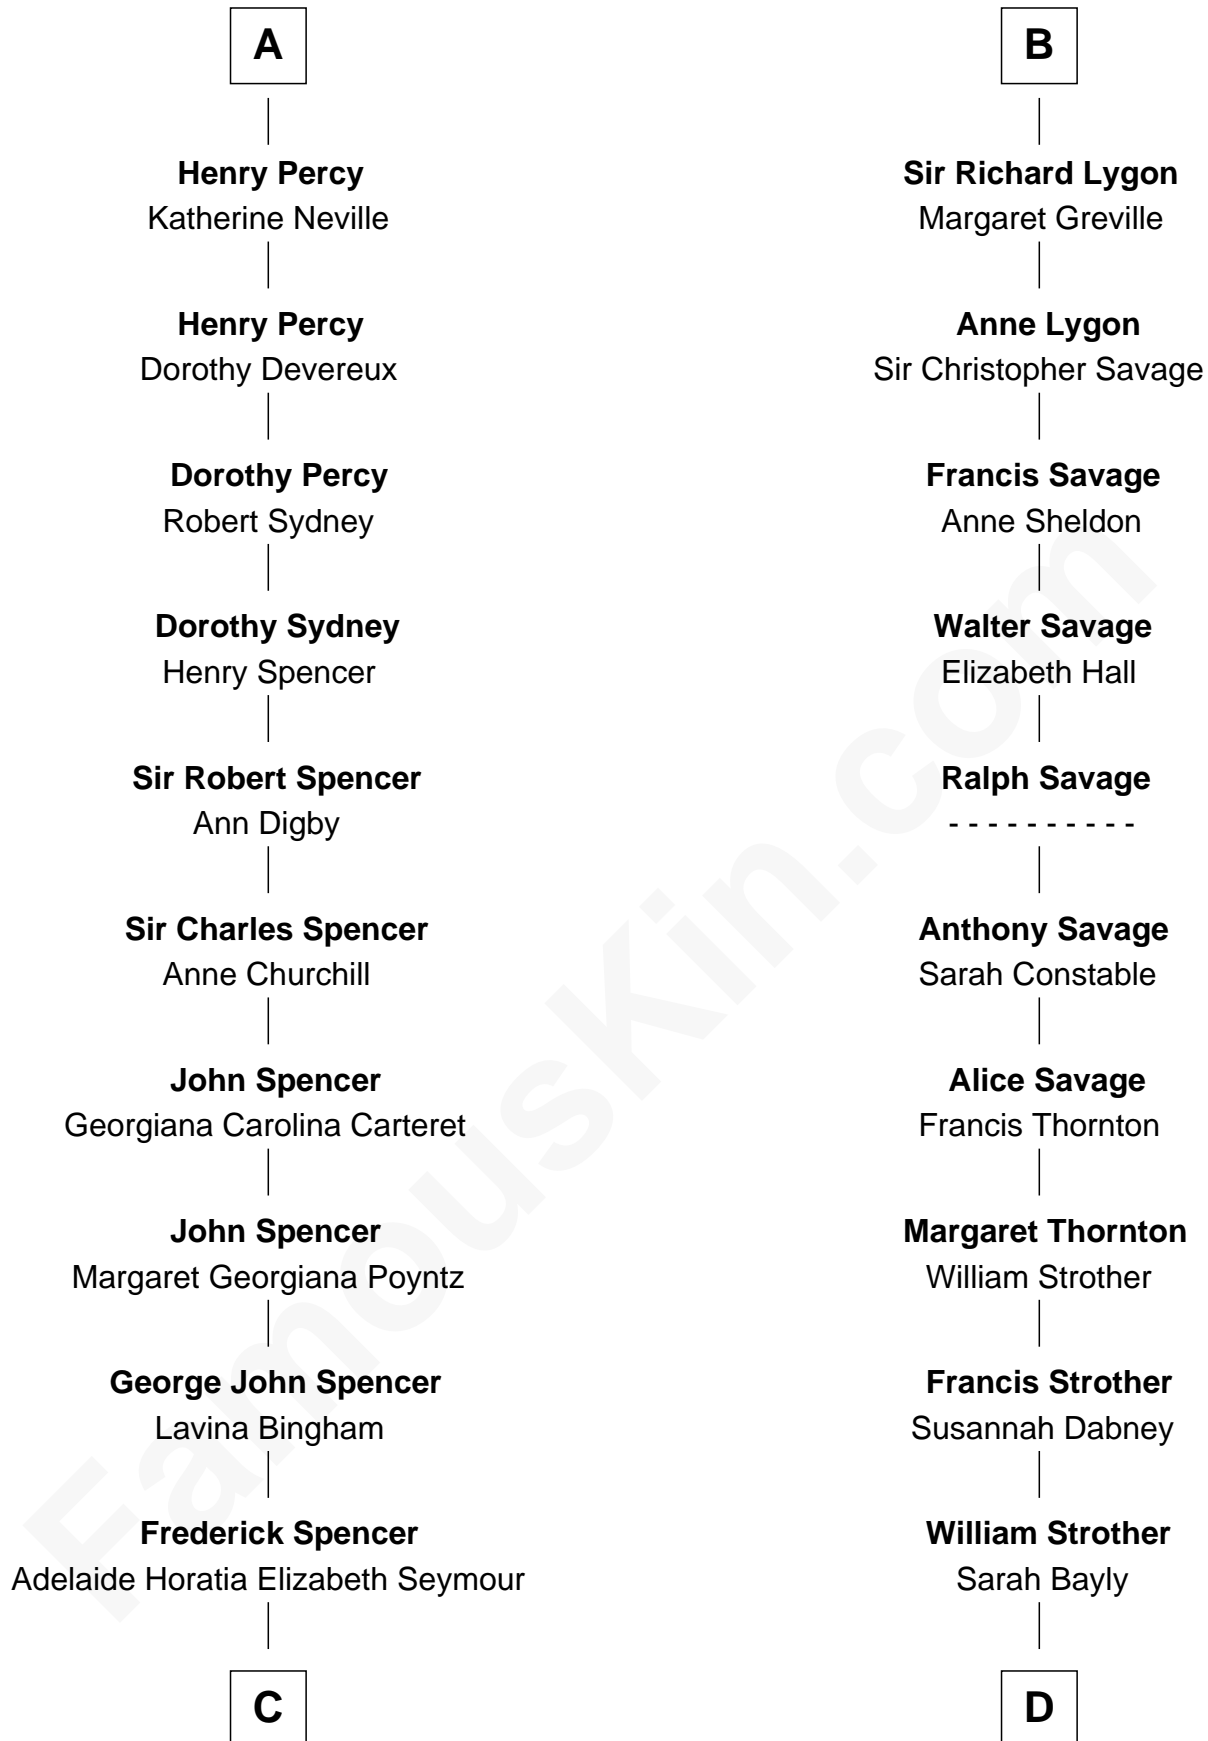 A
Henry Percy
Katherine Neville
Henry Percy
Dorothy Devereux
Dorothy Percy
Robert Sydney
Dorothy Sydney
Henry Spencer
Sir Robert Spencer
Ann Digby
Sir Charles Spencer
Anne Churchill
John Spencer
Georgiana Carolina Carteret
John Spencer
Margaret Georgiana Poyntz
George John Spencer
Lavina Bingham
Frederick Spencer
Adelaide Horatia Elizabeth Seymour
C
B
Sir Richard Lygon
Margaret Greville
Anne Lygon
Sir Christopher Savage
Francis Savage
Anne Sheldon
Walter Savage
Elizabeth Hall
Ralph Savage
- - - - - - - - - -
Anthony Savage
Sarah Constable
Alice Savage
Francis Thornton
Margaret Thornton
William Strother
Francis Strother
Susannah Dabney
William Strother
Sarah Bayly
D
FamousKin.com